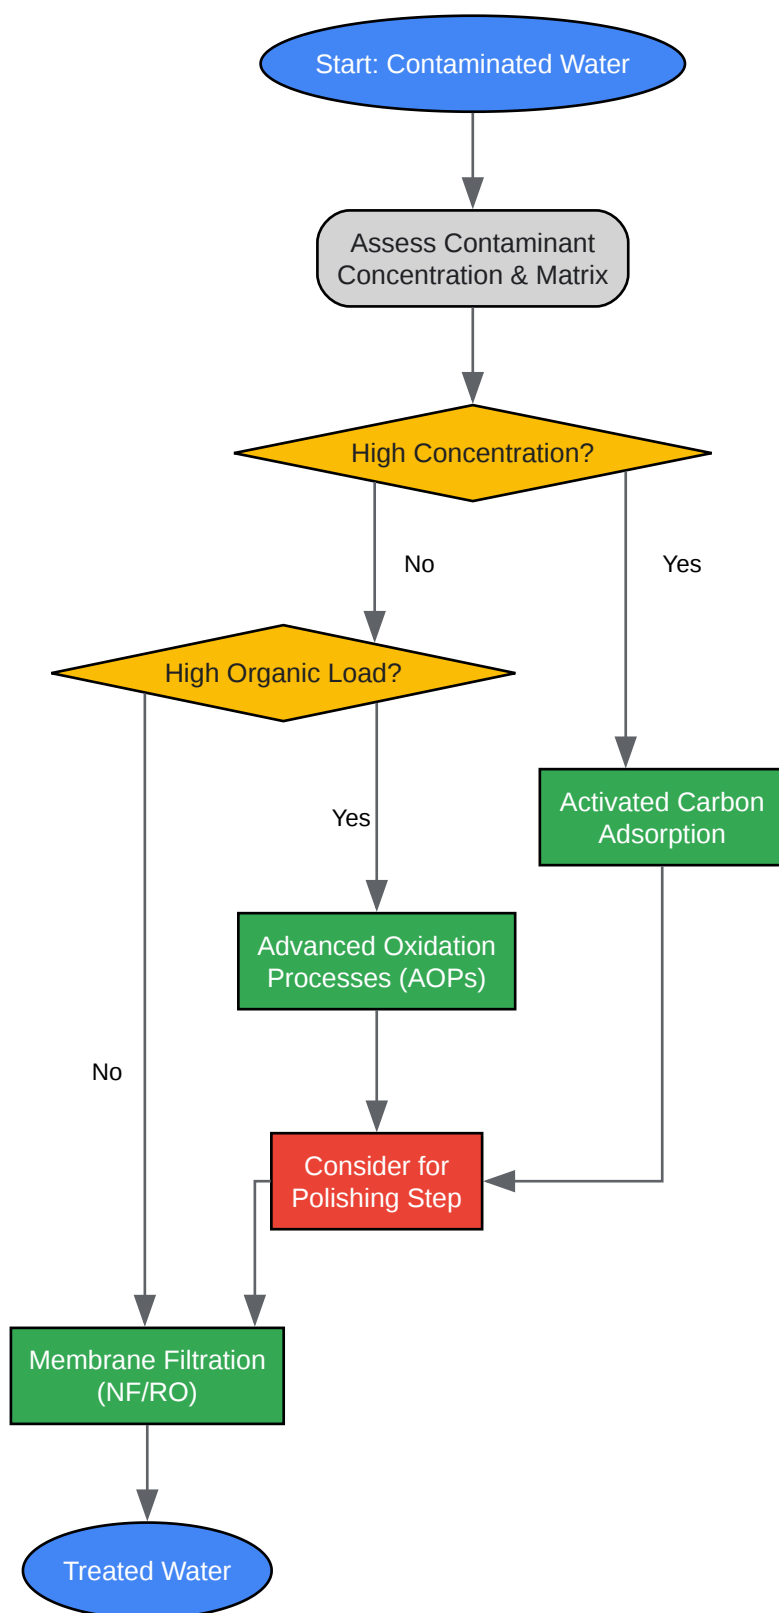 Start: Contaminated Water
Assess Contaminant
Concentration & Matrix
High Concentration?
No
Yes
High Organic Load?
Yes
Activated Carbon
Adsorption
Advanced Oxidation
Processes (AOPs)
No
Consider for
Polishing Step
Membrane Filtration
(NF/RO)
Treated Water